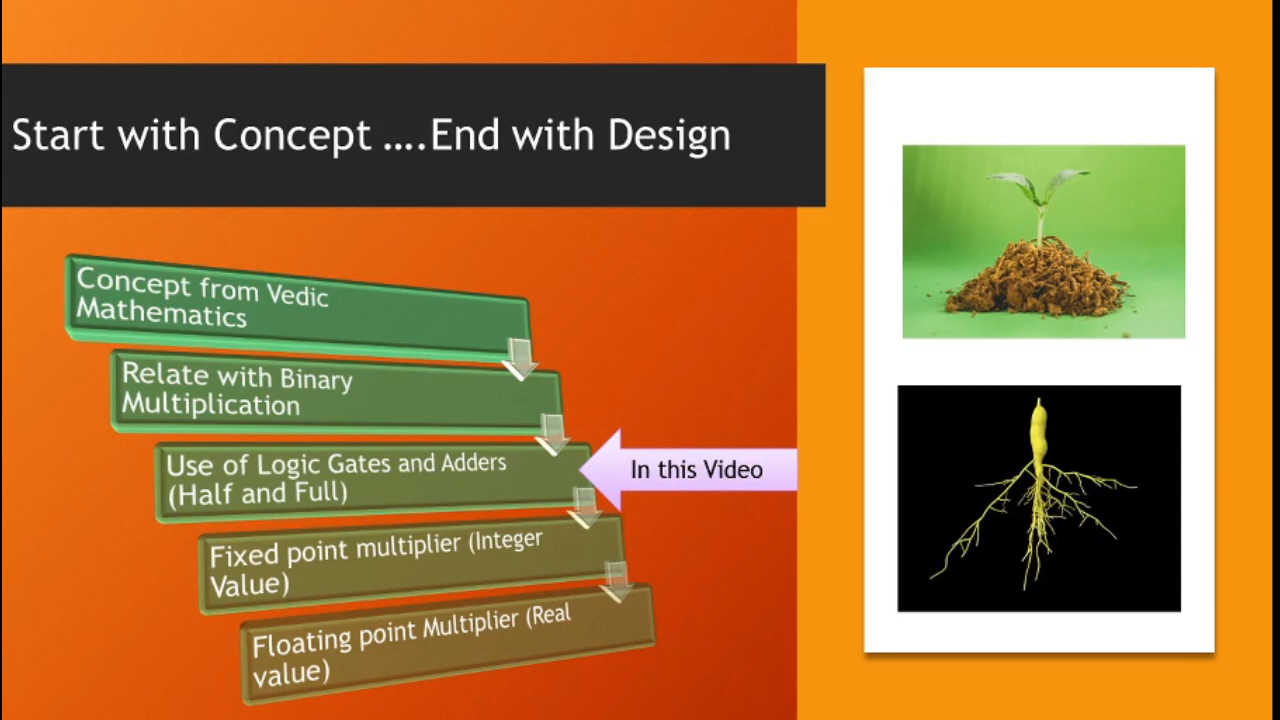 Start with Concept ....End with Design
Concept from Vedic
Mathematics
Relate with Binary
Multiplication
Use of Logic Gates and Adders
(Half and Full)
In this Video
Fixed point multiplier (Integer
Value)
Floating point Multiplier (Real
value)